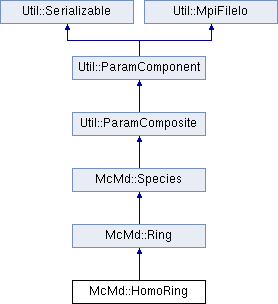 Util::Serializable
Util::MpiFileIo
Util::ParamComponent
Util::ParamComposite
McMd::Species
McMd::Ring
McMd::HomoRing